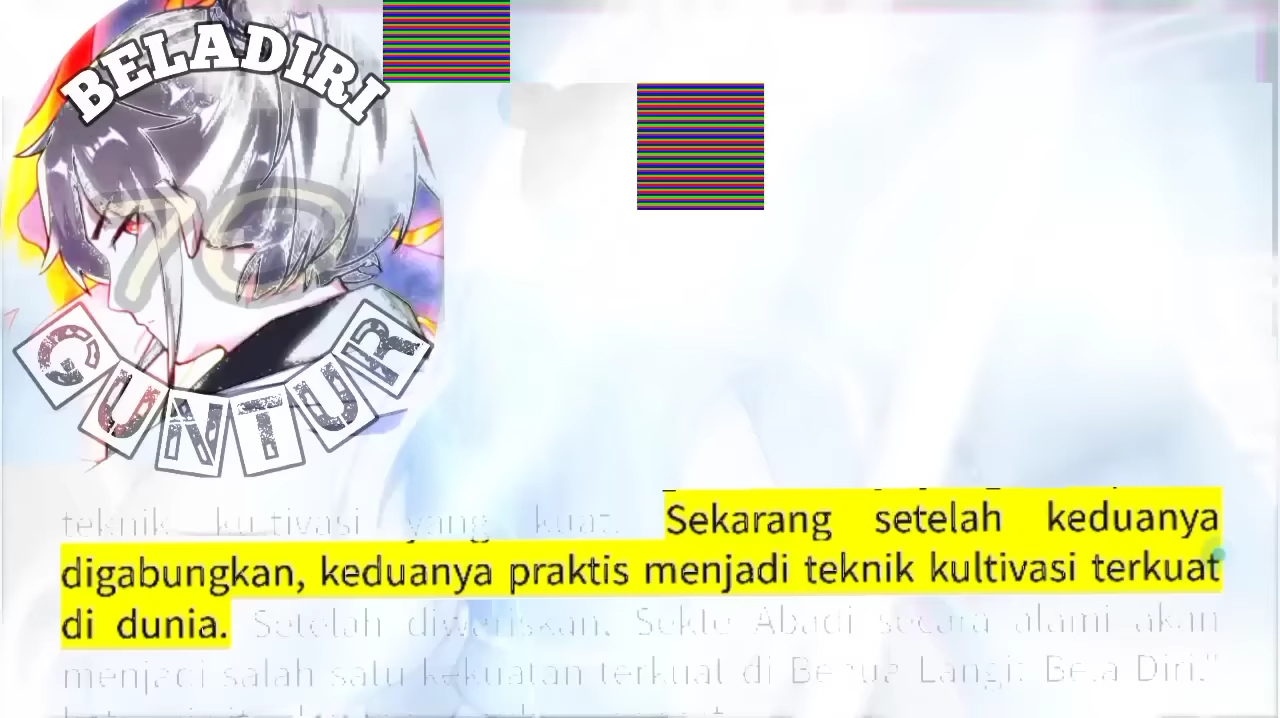 BELADIRI
70
GUNTUR
teknik kultivasi yang kuat. Sekarang setelah keduanya
digabungkan, keduanya praktis menjadi teknik kultivasi terkuat
di dunia. Setelah diwariskan, Sekte Abadi secara alami akan
menjadi salah satu kekuatan terkuat di Benua Langit Bela Diri."